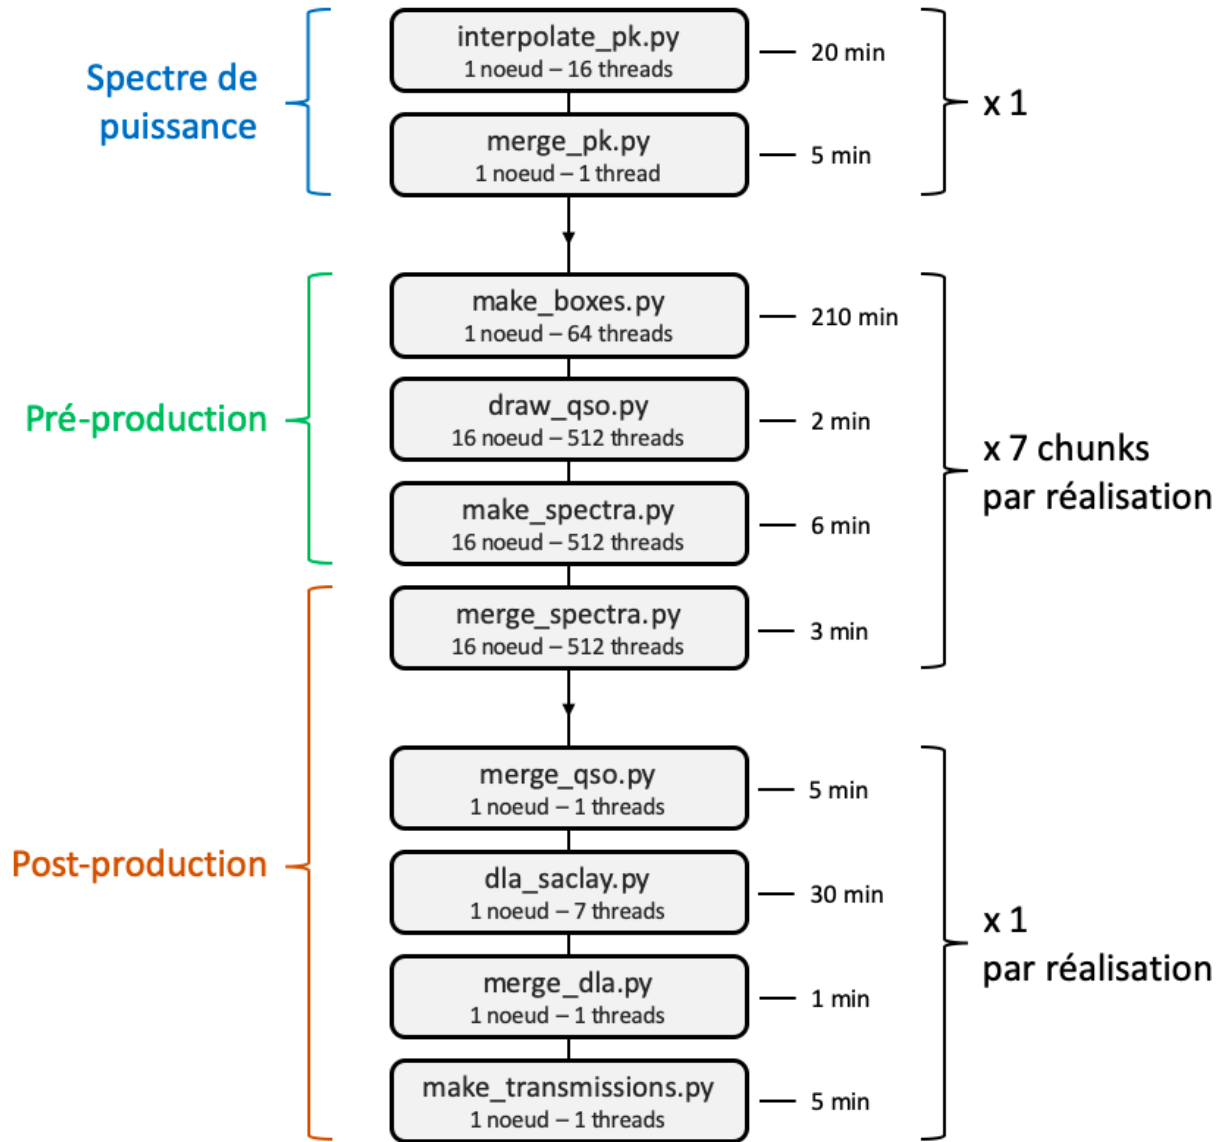 Spectre de
puissance
interpolate_pk.py
1 noeud – 16 threads
20 min
merge_pk.py
1 noeud – 1 thread
5 min
x 1
Pré-production
make_boxes.py
1 noeud – 64 threads
210 min
draw_qso.py
16 noeud – 512 threads
2 min
make_spectra.py
16 noeud – 512 threads
6 min
merge_spectra.py
16 noeud – 512 threads
3 min
x 7 chunks
par réalisation
Post-production
merge_qso.py
1 noeud – 1 threads
5 min
dla_saclay.py
1 noeud – 7 threads
30 min
merge_dla.py
1 noeud – 1 threads
1 min
make_transmissions.py
1 noeud – 1 threads
5 min
x 1
par réalisation